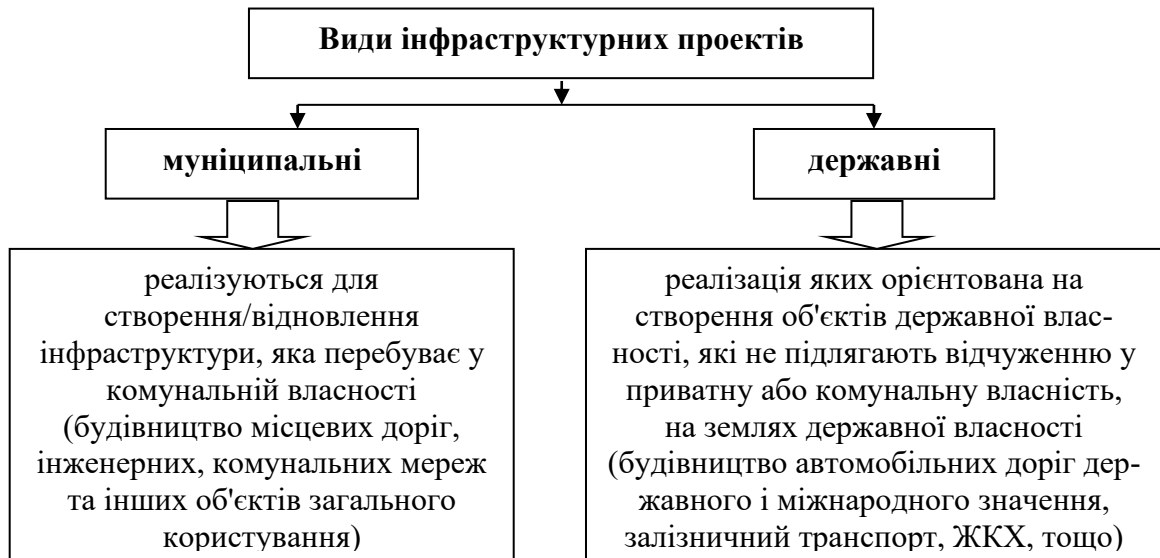 Види інфраструктурних проектів
муніципальні
державні
реалізуються для
створення/відновлення
інфраструктури, яка перебуває у
комунальній власності
(будівництво місцевих доріг,
інженерних, комунальних мереж
та інших об'єктів загального
користування)
реалізація яких орієнтована на
створення об'єктів державної влас-
ності, які не підлягають відчуженню у
приватну або комунальну власність,
на землях державної власності
(будівництво автомобільних доріг дер-
жавного і міжнародного значення,
залізничний транспорт, ЖКХ, тощо)